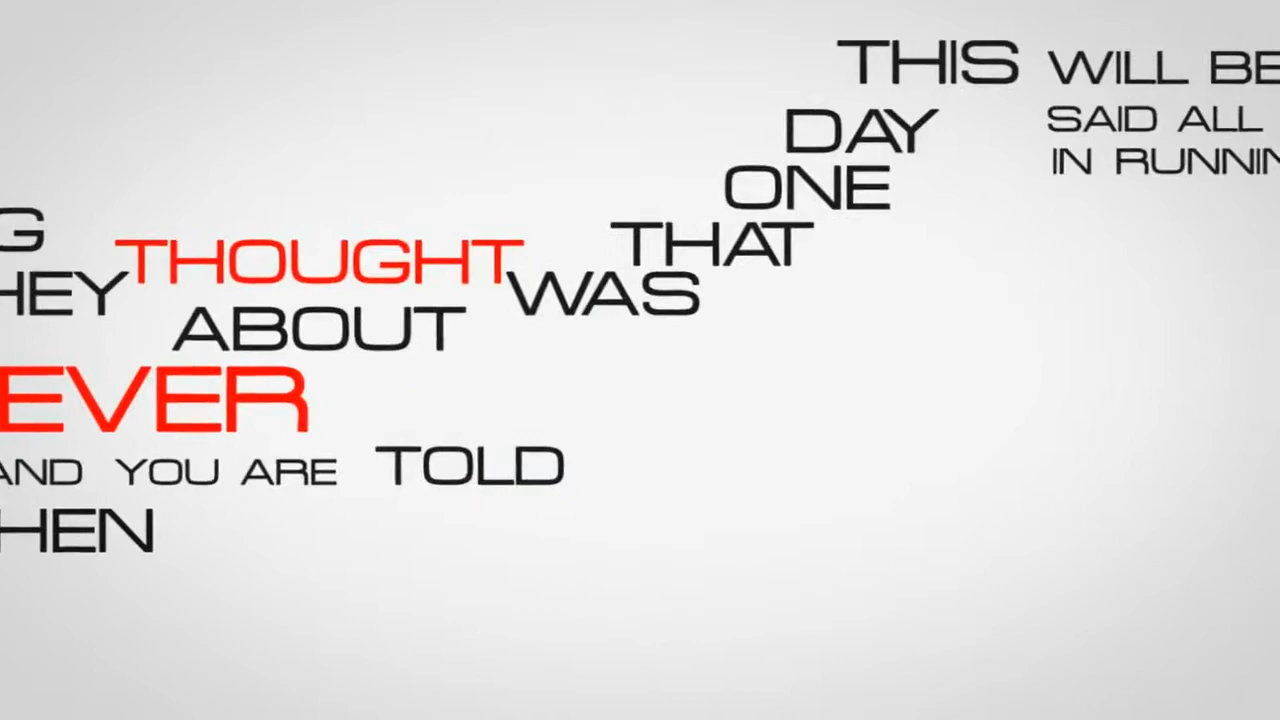 THIS WILL BE
SAID ALL
DAY
IN RUNNIN
ONE
G
THAT
THOUGHT
HEY
WAS
ABOUT
EVER
AND YOU ARE TOLD
HEN